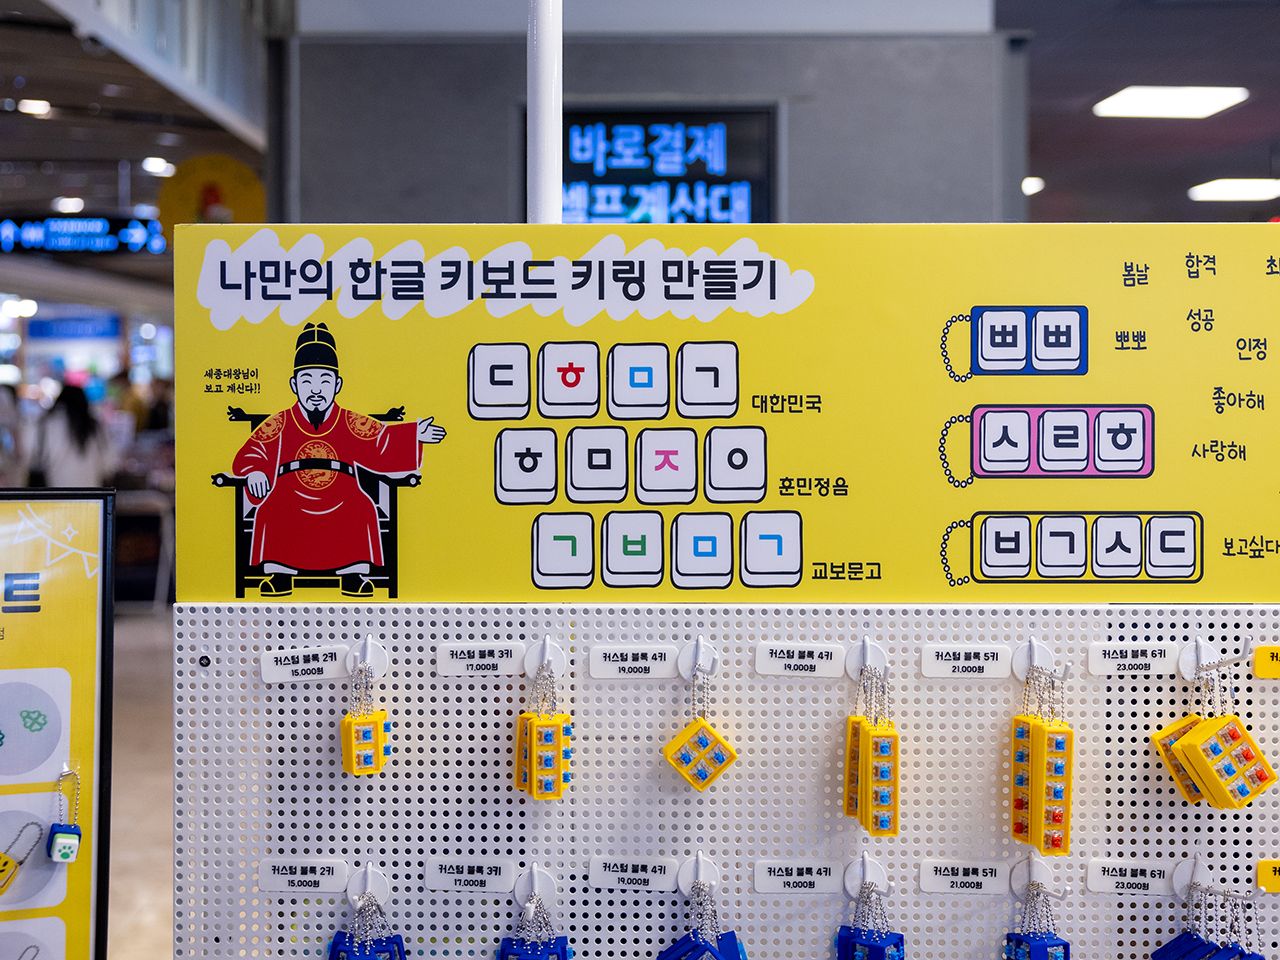 바로결제
셀프계산대
나만의 한글 키보드 키링 만들기
세종대왕님이
보고 계신다!!
ㄷ ㅎ ㅁ ㄱ
대한민국
ㅎ ㅁ ㅈ ㅇ
훈민정음
ㄱ ㅂ ㅁ ㄱ
교보문고
봄날
합격
성공
ㅃ ㅃ
뽀뽀
인정
좋아해
ㅅ ㄹ ㅎ
사랑해
ㅂ ㄱ ㅅ ㄷ
보고싶다
트
커스텀 블록 2키
15,000원
커스텀 블록 3키
17,000원
커스텀 블록 4키
19,000원
커스텀 블록 4키
19,000원
커스텀 블록 5키
21,000원
커스텀 블록 6키
23,000원
커스텀 블록 2키
15,000원
커스텀 블록 3키
17,000원
커스텀 블록 4키
19,000원
커스텀 블록 4키
19,000원
커스텀 블록 5키
21,000원
커스텀 블록 6키
23,000원